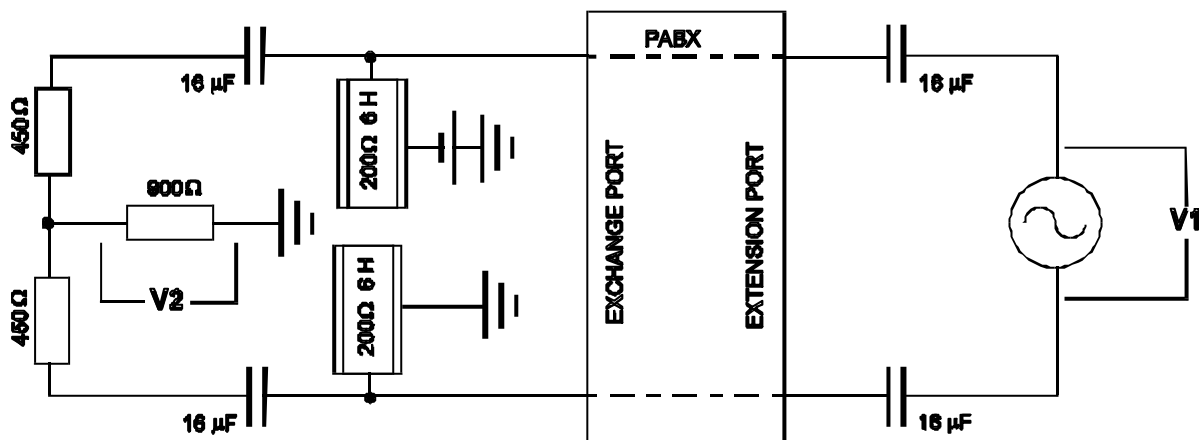 PABX
16 µF
16 µF
450Ω
200Ω 6 H
900Ω
V2
EXCHANGE PORT
EXTENSION PORT
V1
450Ω
200Ω 6 H
16 µF
16 µF